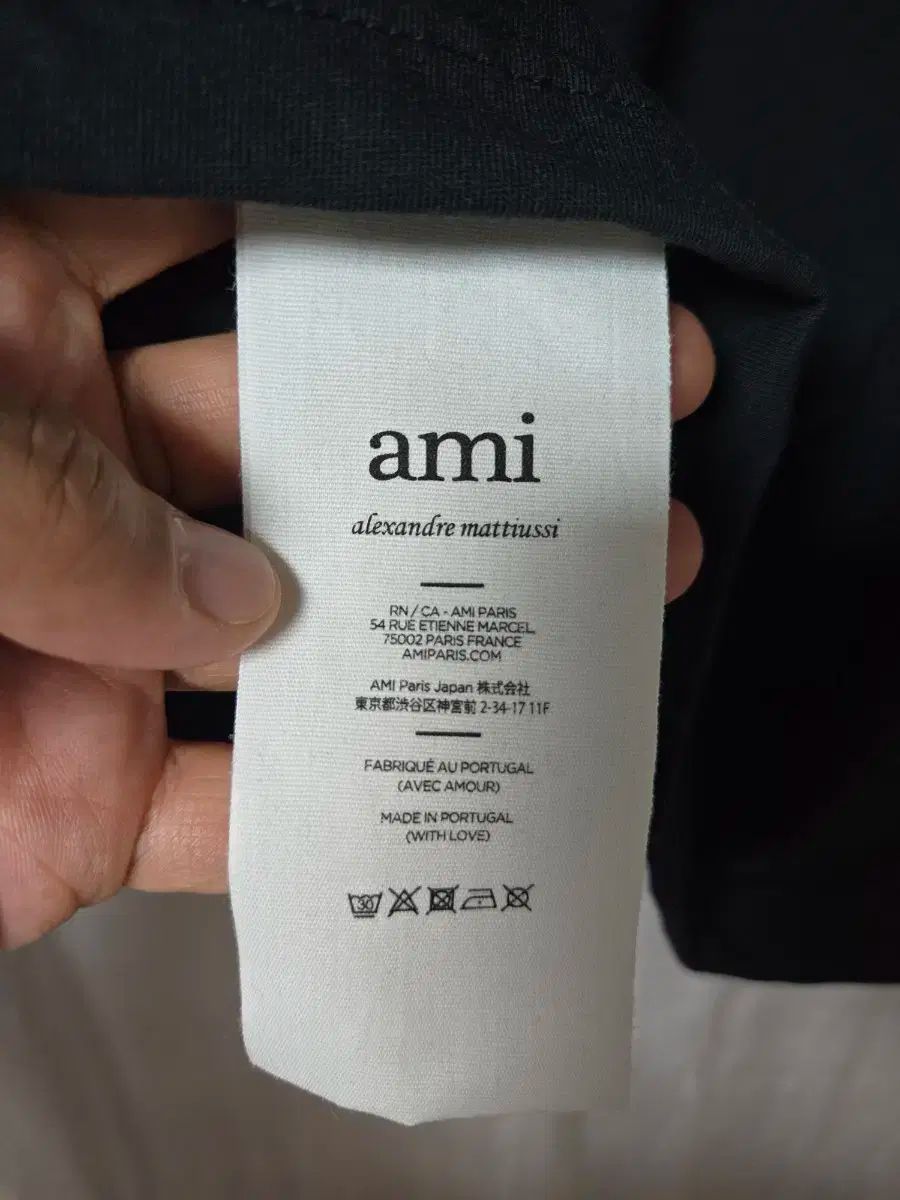 ami
alexandre mattiussi
RN / CA - AMI PARIS
54 RUE ETIENNE MARCEL,
75002 PARIS FRANCE
AMIPARIS.COM
AMI Paris Japan 株式会社
東京都渋谷区神宮前 2-34-17 11F
FABRIQUÉ AU PORTUGAL
(AVEC AMOUR)
MADE IN PORTUGAL
(WITH LOVE)
30